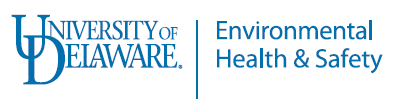 UNIVERSITY OF
DELAWARE.
Environmental
Health & Safety